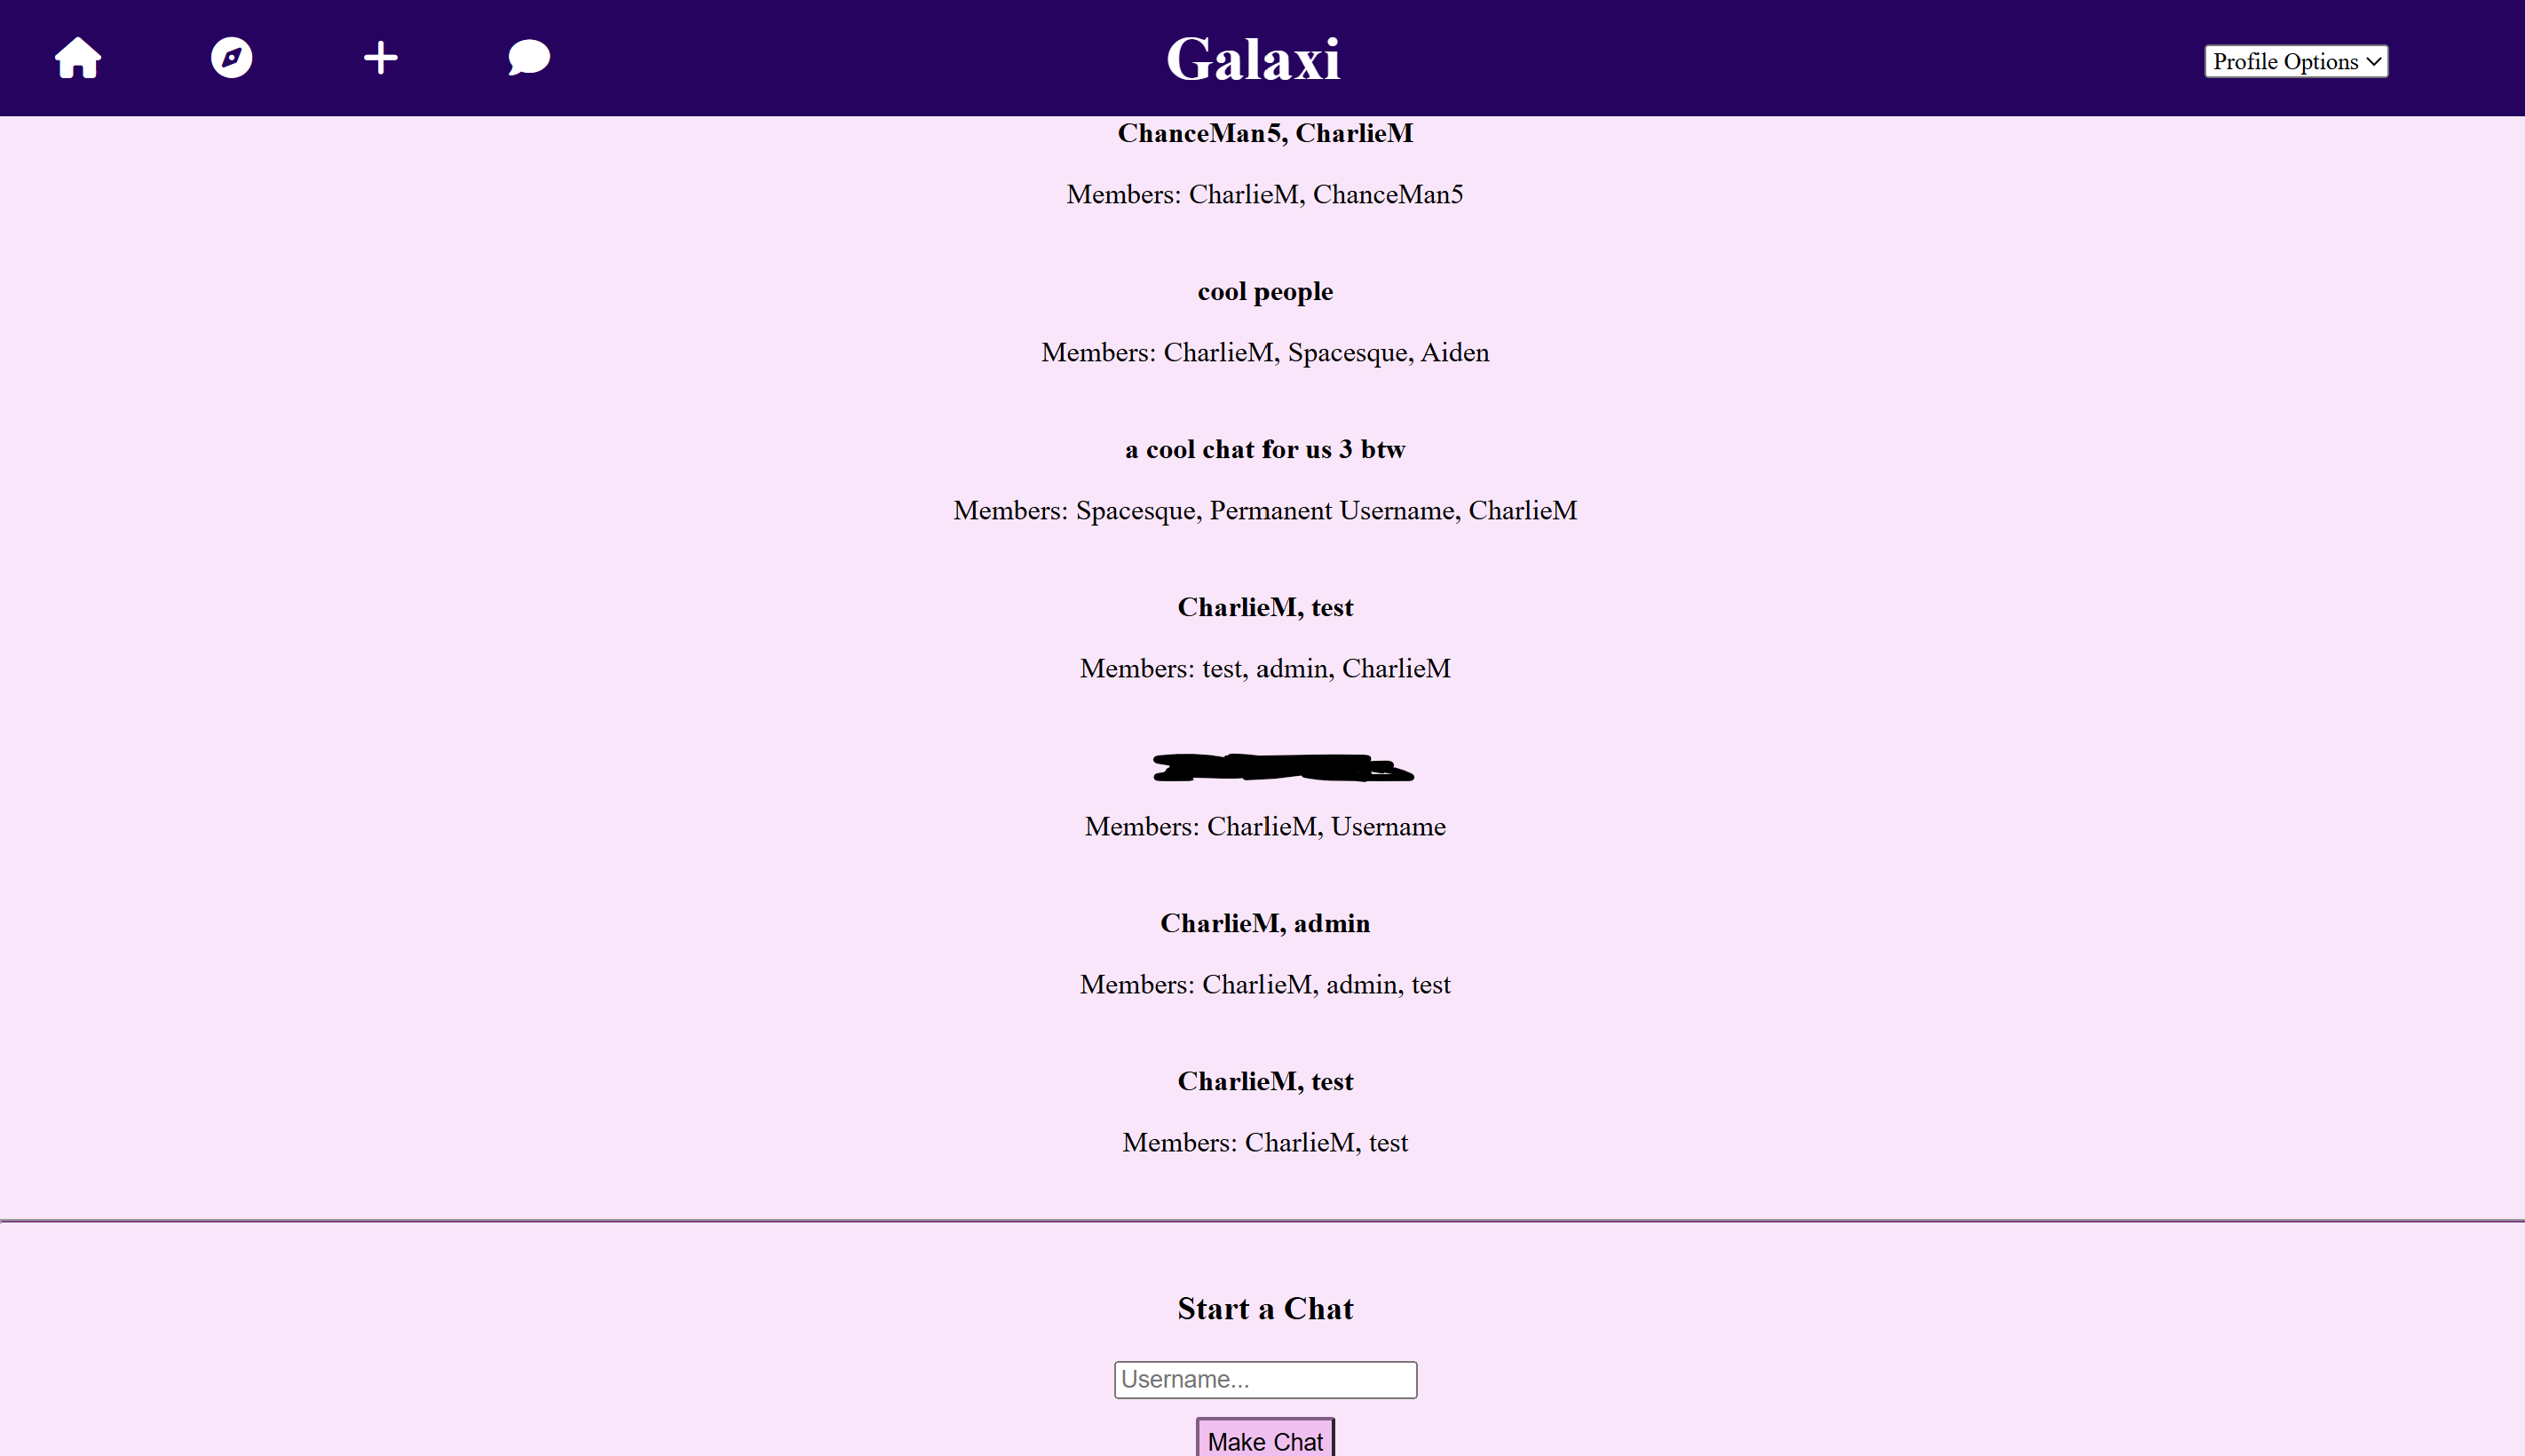 Galaxi
Profile Options
ChanceMan5, CharlieM
Members: CharlieM, ChanceMan5
cool people
Members: CharlieM, Spacesque, Aiden
a cool chat for us 3 btw
Members: Spacesque, Permanent Username, CharlieM
CharlieM, test
Members: test, admin, CharlieM
Members: CharlieM, Username
CharlieM, admin
Members: CharlieM, admin, test
CharlieM, test
Members: CharlieM, test
Start a Chat
Username...
Make Chat